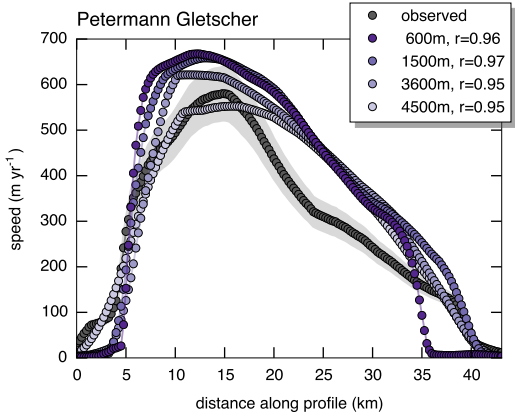 Petermann Gletscher
observed
600m, r=0.96
1500m, r=0.97
3600m, r=0.95
4500m, r=0.95
700
600
500
400
300
200
100
0
speed (m yr⁻¹)
0 5 10 15 20 25 30 35 40
distance along profile (km)